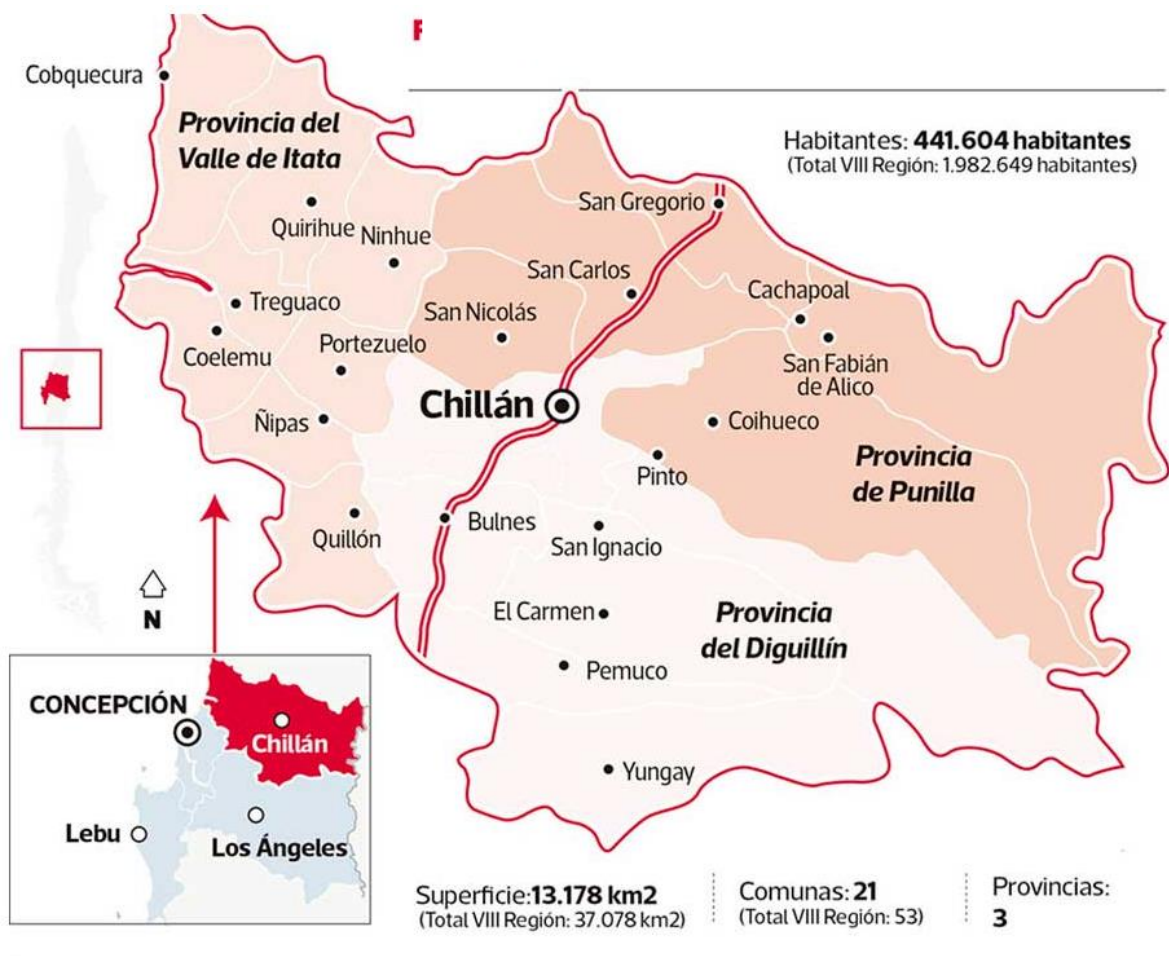 Cobquecura
Provincia del
Valle de Itata
Habitantes: 441.604 habitantes
(Total VIII Región: 1.982.649 habitantes)
San Gregorio
Quirihue
Ninhue
San Carlos
Cachapoal
Treguaco
San Nicolás
Coelemu
Portezuelo
San Fabián
de Alico
Chillán
Ñipas
Coihueco
Provincia
de Punilla
Pinto
Quillón
Bulnes
San Ignacio
N
El Carmen
Provincia
del Diguillín
Pemuco
CONCEPCIÓN
Chillán
Yungay
Lebu
Los Ángeles
Superficie:13.178 km2
(Total VIII Región: 37.078 km2)
Comunas: 21
(Total VIII Región: 53)
Provincias:
3